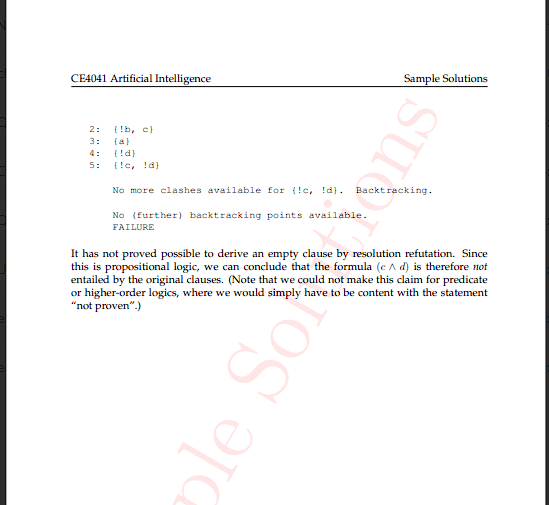 CE4041 Artificial Intelligence Sample Solutions
2: {!b, c}
3: {a}
4: {!d}
5: {!c, !d}
No more clashes available for {!c, !d}. Backtracking.
No (further) backtracking points available.
FAILURE
It has not proved possible to derive an empty clause by resolution refutation. Since
this is propositional logic, we can conclude that the formula (c ∧ d) is therefore not
entailed by the original clauses. (Note that we could not make this claim for predicate
or higher-order logics, where we would simply have to be content with the statement
"not proven".)
ple Solutions